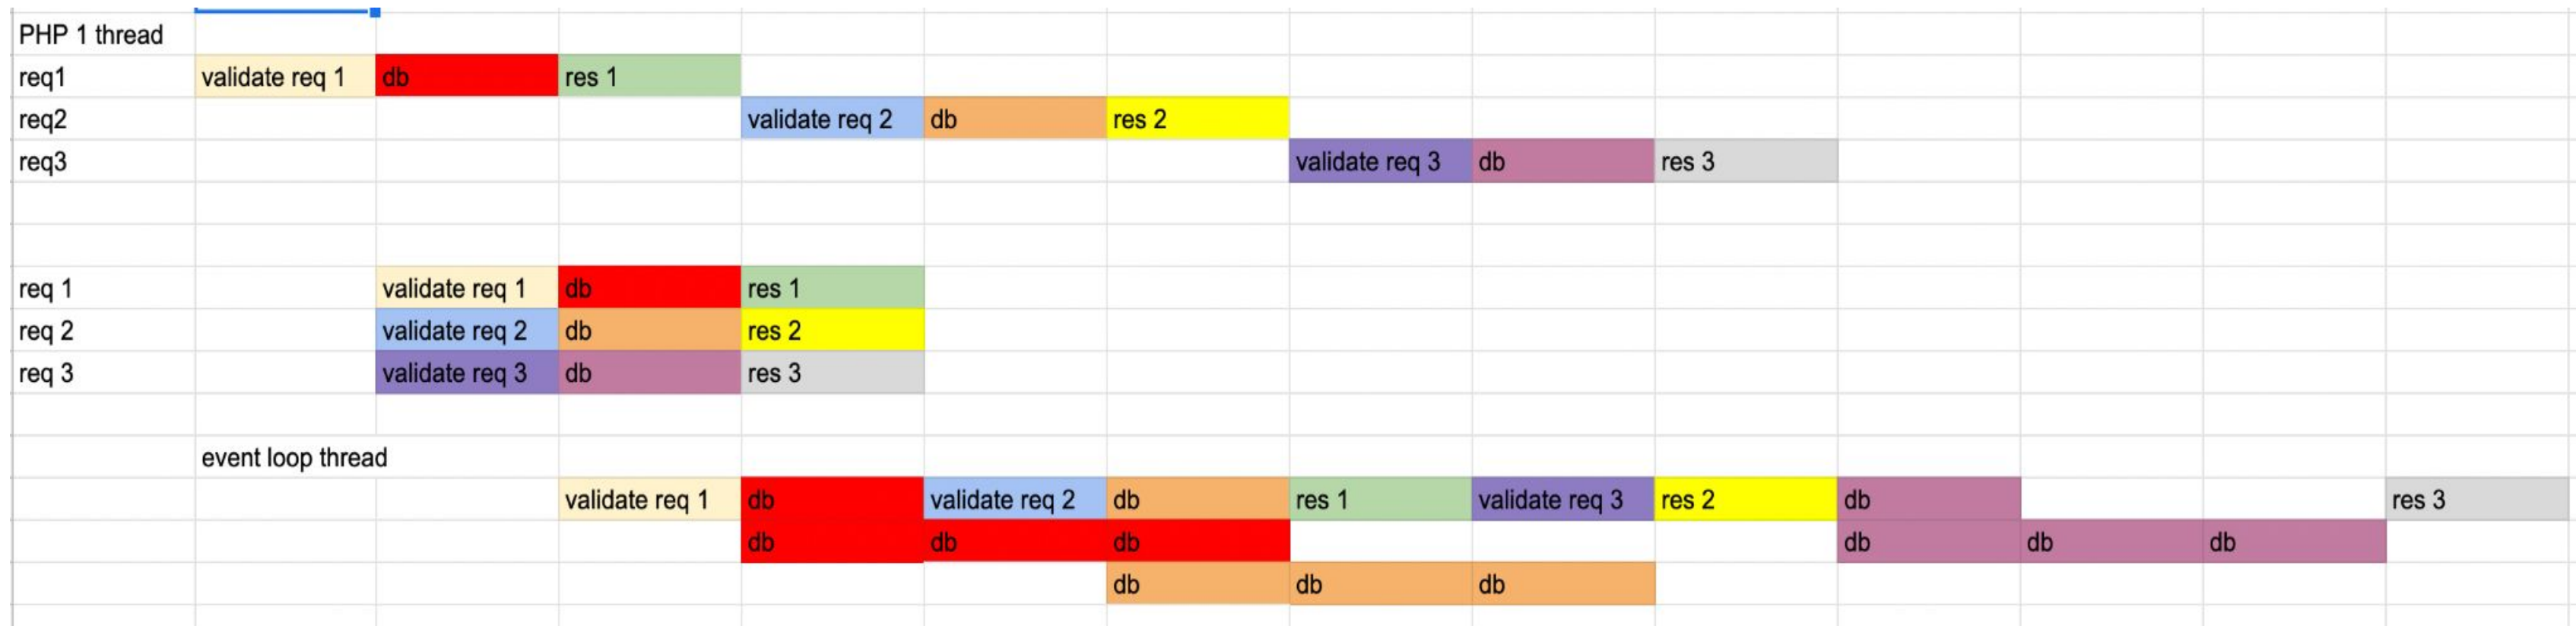 PHP 1 thread
req1 validate req 1 db res 1
req2 validate req 2 db res 2
req3 validate req 3 db res 3
req 1 validate req 1 db res 1
req 2 validate req 2 db res 2
req 3 validate req 3 db res 3
event loop thread
validate req 1 db validate req 2 db res 1 validate req 3 res 2 db res 3
db db db db db db
db db db